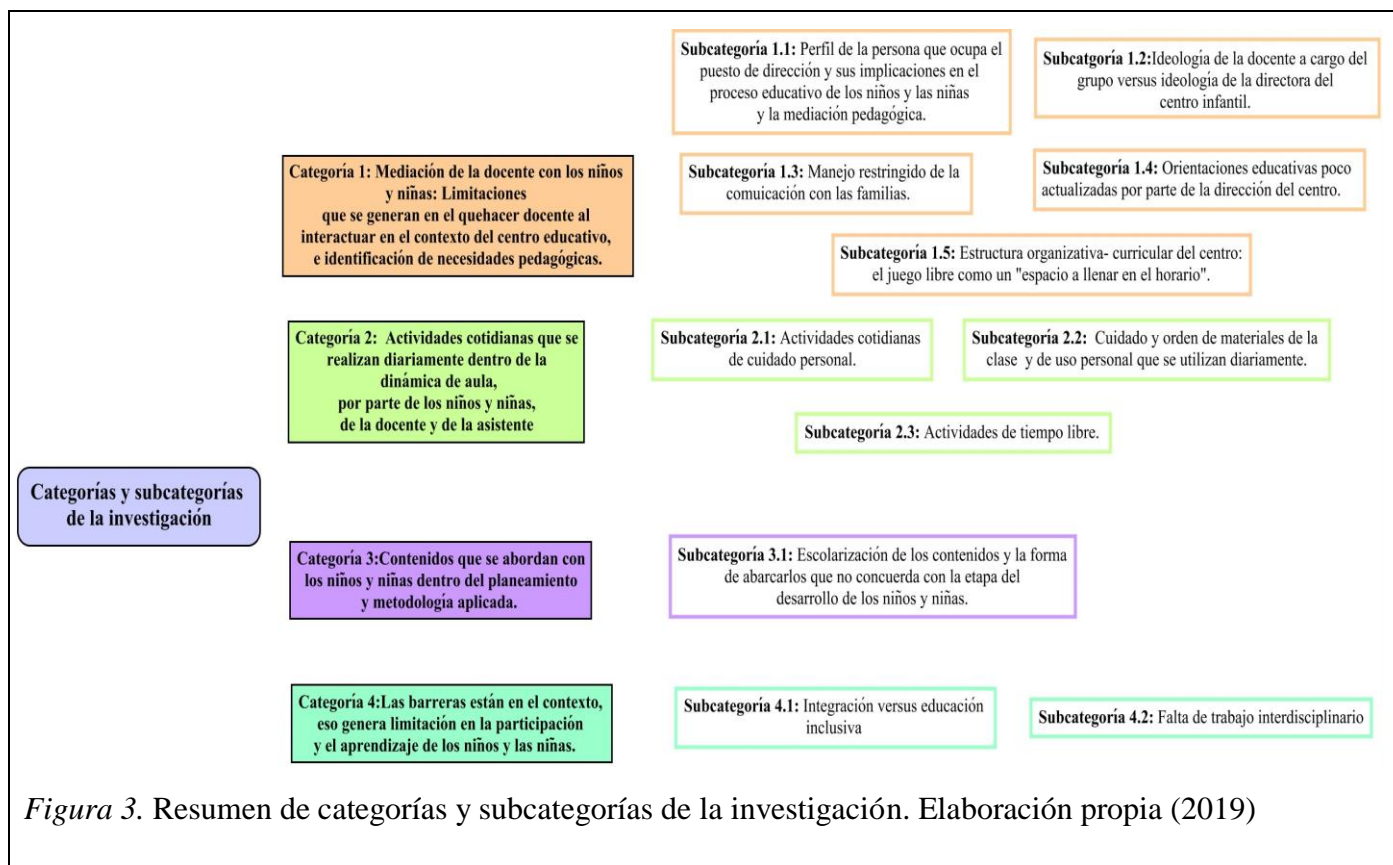 Subcategoría 1.1: Perfil de la persona que ocupa el
puesto de dirección y sus implicaciones en el
proceso educativo de los niños y las niñas
y la mediación pedagógica.
Subcatgoría 1.2:Ideología de la docente a cargo del
grupo versus ideología de la directora del
centro infantil.
Categoría 1: Mediación de la docente con los niños
y niñas: Limitaciones
que se generan en el quehacer docente al
interactuar en el contexto del centro educativo,
e identificación de necesidades pedagógicas.
Subcategoría 1.3: Manejo restringido de la
comuicación con las familias.
Subcategoría 1.4: Orientaciones educativas poco
actualizadas por parte de la dirección del centro.
Subcategoría 1.5: Estructura organizativa- curricular del centro:
el juego libre como un "espacio a llenar en el horario".
Categoría 2: Actividades cotidianas que se
realizan diariamente dentro de la
dinámica de aula,
por parte de los niños y niñas,
de la docente y de la asistente
Subcategoría 2.1: Actividades cotidianas
de cuidado personal.
Subcategoría 2.2: Cuidado y orden de materiales de la
clase y de uso personal que se utilizan diariamente.
Subcategoría 2.3: Actividades de tiempo libre.
Categorías y subcategorías
de la investigación
Categoría 3:Contenidos que se abordan con
los niños y niñas dentro del planeamiento
y metodología aplicada.
Subcategoría 3.1: Escolarización de los contenidos y la forma
de abarcarlos que no concuerda con la etapa del
desarrollo de los niños y niñas.
Categoría 4:Las barreras están en el contexto,
eso genera limitación en la participación
y el aprendizaje de los niños y las niñas.
Subcategoría 4.1: Integración versus educación
inclusiva
Subcategoría 4.2: Falta de trabajo interdisciplinario
Figura 3. Resumen de categorías y subcategorías de la investigación. Elaboración propia (2019)